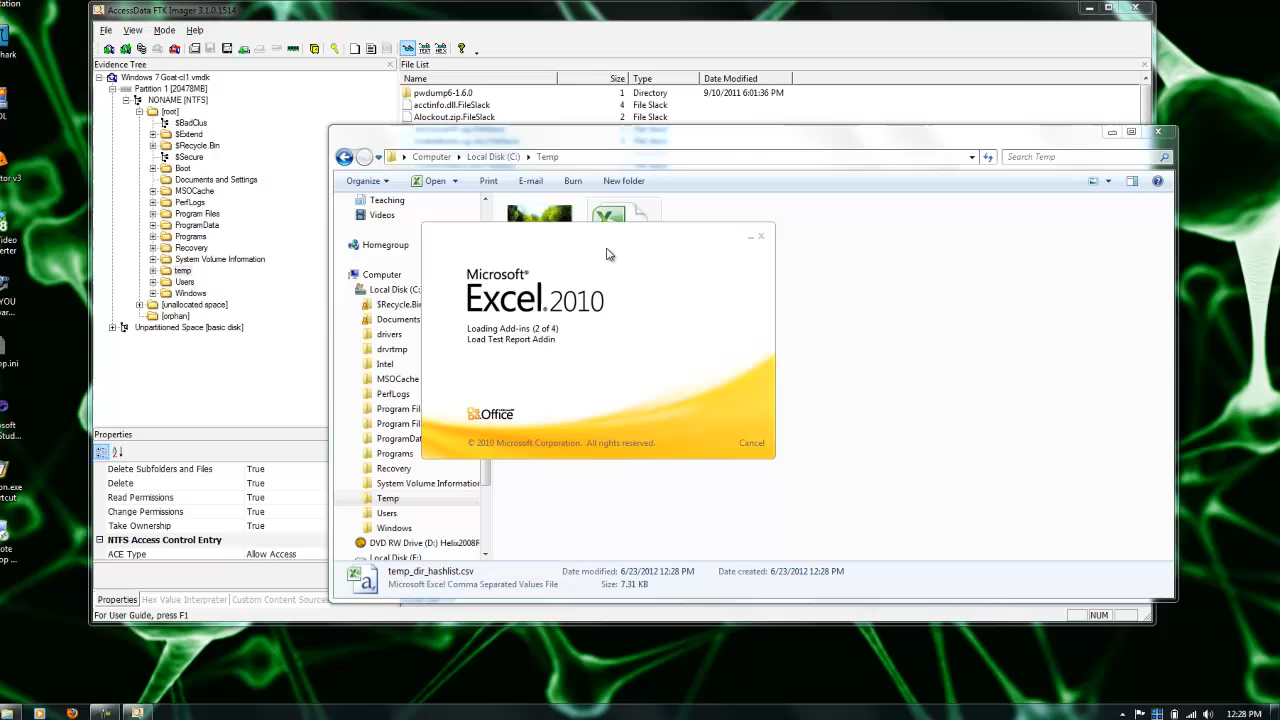 tation
AccessData FTK Imager 3.1.0.1514
File View Mode Help
Evidence Tree
Windows 7 Goat-cl1.vmdk
Partition 1 [20478MB]
NONAME [NTFS]
[root]
$BadClus
$Extend
$Recycle.Bin
$Secure
Boot
Documents and Settings
MSOCache
PerfLogs
Program Files
ProgramData
Programs
Recovery
System Volume Information
temp
Users
Windows
[unallocated space]
[orphan]
Unpartitioned Space [basic disk]
File List
Name Size Type Date Modified
pwdump6-1.6.0 1 Directory 9/10/2011 6:01:36 PM
acctinfo.dll.FileSlack 4 File Slack
Alockout.zip.FileSlack 2 File Slack
Computer Local Disk (C:) Temp
Search Temp
Organize Open Print E-mail Burn New folder
Teaching
Videos
Homegroup
Computer
Local Disk (C:
$Recycle.Bin
Documents
drivers
drvrtmp
Intel
MSOCache
PerfLogs
Program Fil
Program Fil
ProgramDat
Programs
Recovery
System Volume Information
Temp
Users
Windows
DVD RW Drive (D:) Helix2008R
Local Disk (E:)
Microsoft®
Excel® 2010
Loading Add-ins (2 of 4)
Load Test Report Addin
Office
© 2010 Microsoft Corporation. All rights reserved.
Cancel
temp_dir_hashlist.csv Date modified: 6/23/2012 12:28 PM Date created: 6/23/2012 12:28 PM
Microsoft Excel Comma Separated Values File Size: 7.31 KB
Properties
Delete Subfolders and Files True
Delete True
Read Permissions True
Change Permissions True
Take Ownership True
NTFS Access Control Entry
ACE Type Allow Access
Properties Hex Value Interpreter Custom Content Sources
For User Guide, press F1
NUM
12:28 PM